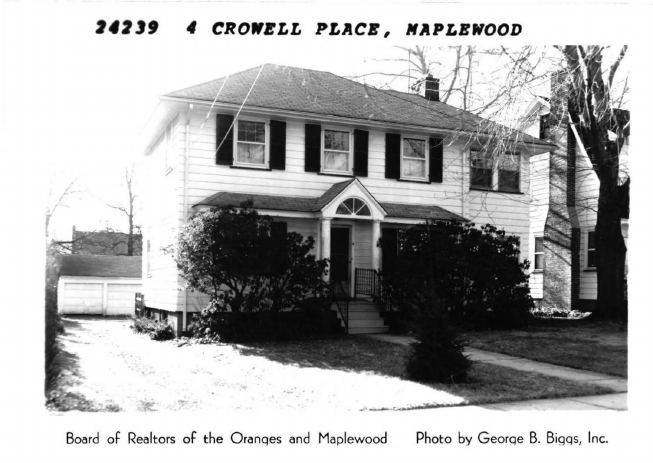 24239 4 CROWELL PLACE, MAPLEWOOD
Board of Realtors of the Oranges and Maplewood Photo by George B. Biggs, Inc.